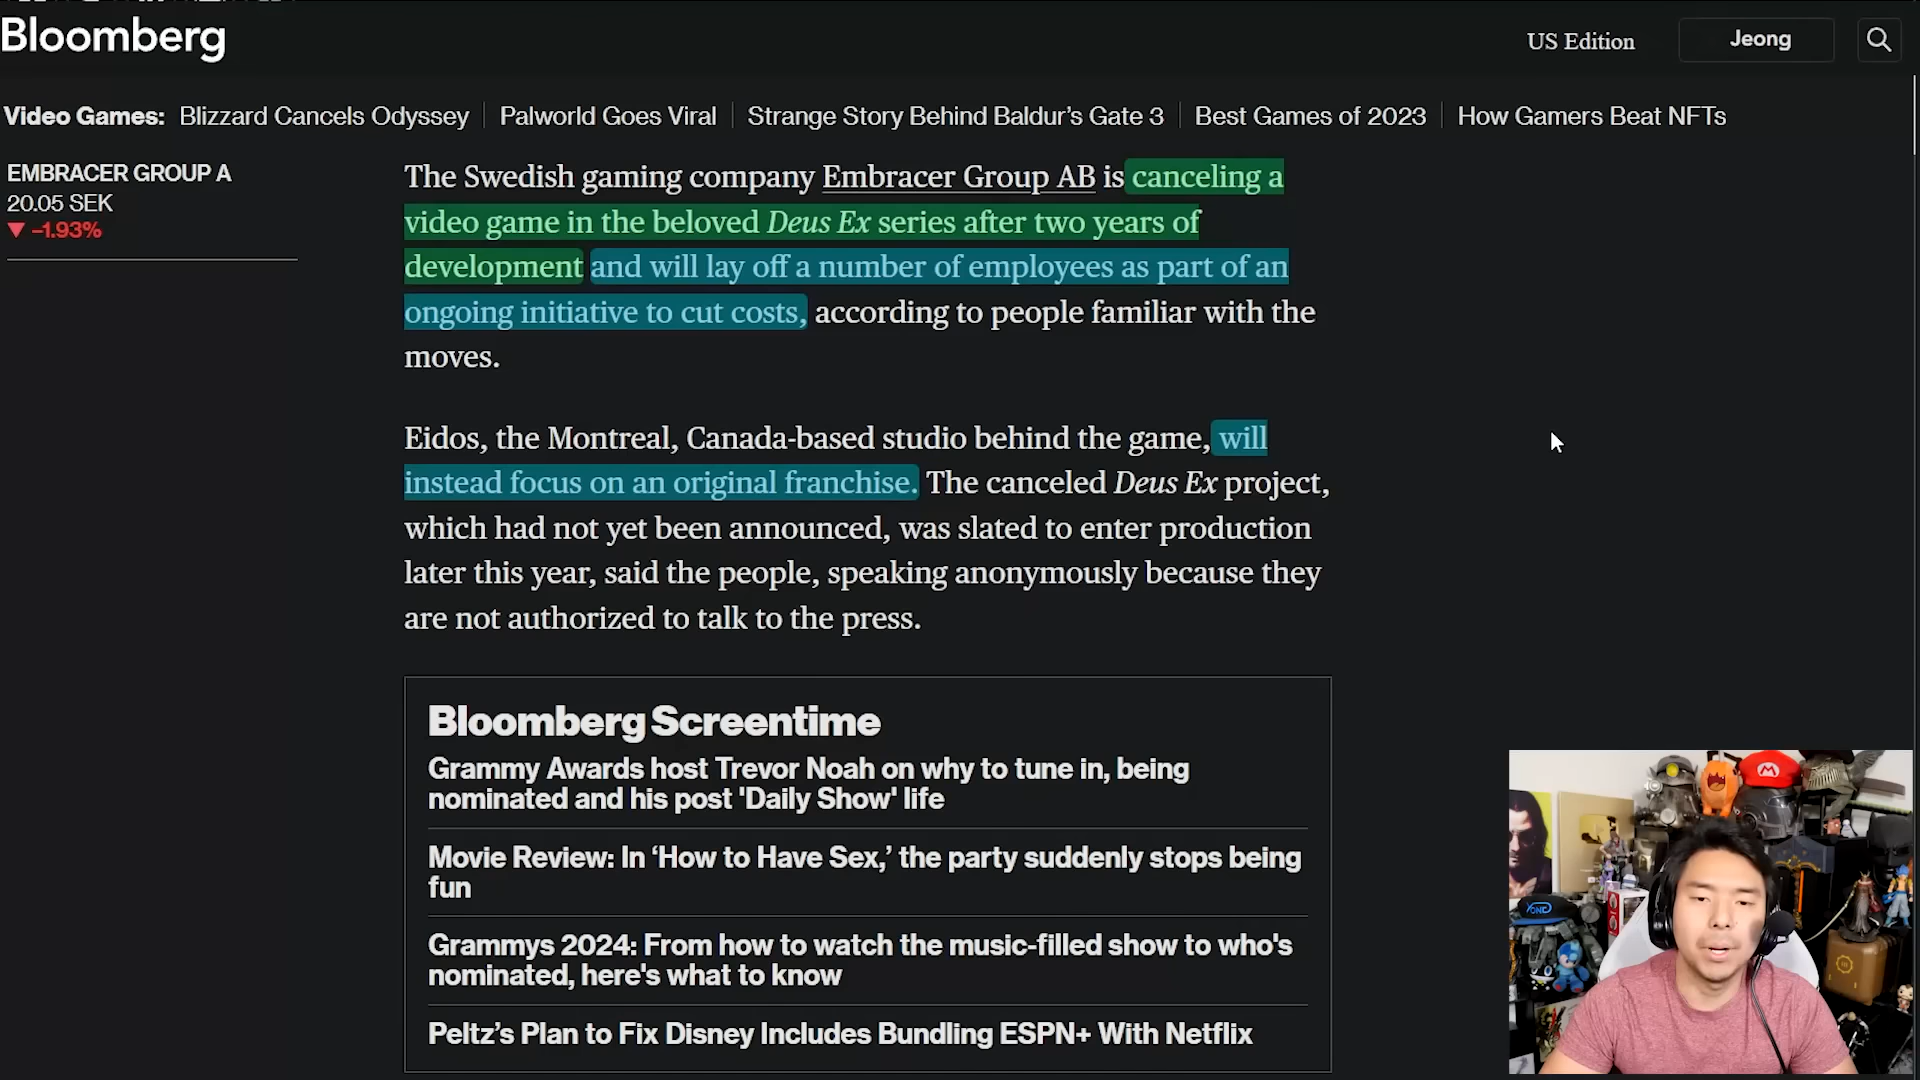 Bloomberg
US Edition
Jeong
Video Games: Blizzard Cancels Odyssey Palworld Goes Viral Strange Story Behind Baldur's Gate 3 Best Games of 2023 How Gamers Beat NFTs
EMBRACER GROUP A
20.05 SEK
▼ –1.93%
The Swedish gaming company Embracer Group AB is canceling a
video game in the beloved Deus Ex series after two years of
development and will lay off a number of employees as part of an
ongoing initiative to cut costs, according to people familiar with the
moves.
Eidos, the Montreal, Canada-based studio behind the game, will
instead focus on an original franchise. The canceled Deus Ex project,
which had not yet been announced, was slated to enter production
later this year, said the people, speaking anonymously because they
are not authorized to talk to the press.
Bloomberg Screentime
Grammy Awards host Trevor Noah on why to tune in, being
nominated and his post 'Daily Show' life
Movie Review: In ‘How to Have Sex,’ the party suddenly stops being
fun
Grammys 2024: From how to watch the music-filled show to who's
nominated, here's what to know
Peltz’s Plan to Fix Disney Includes Bundling ESPN+ With Netflix